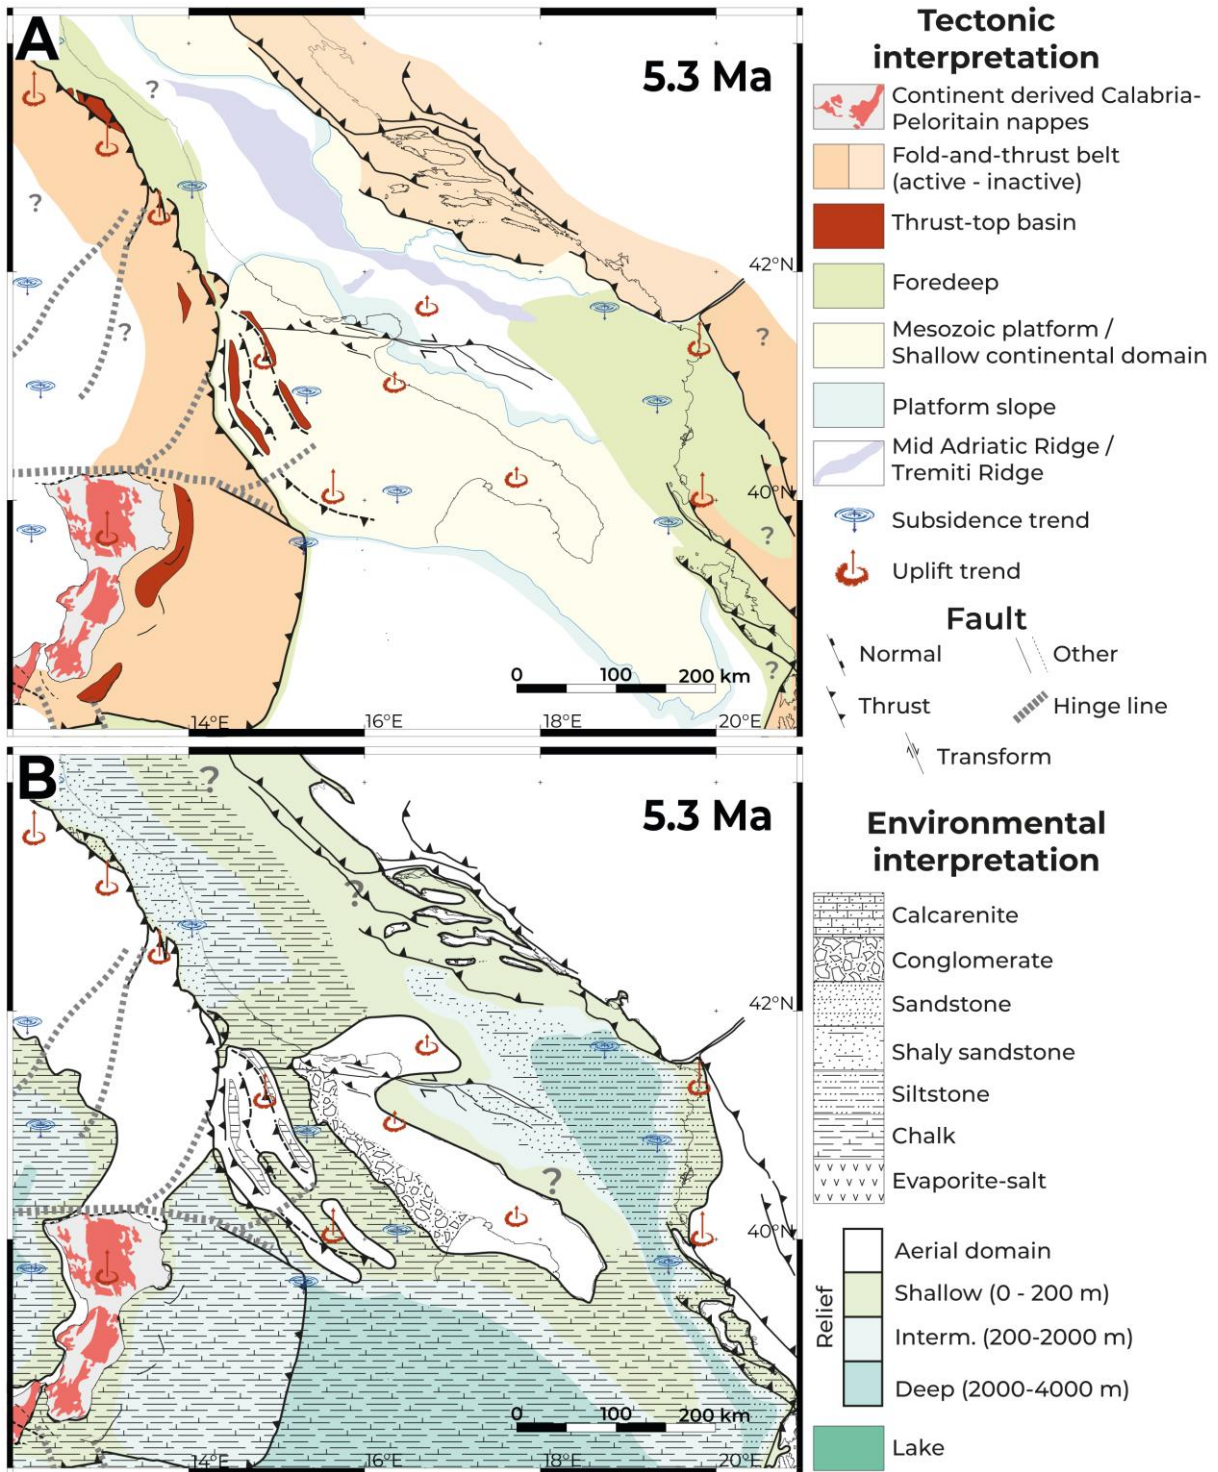 A
5.3 Ma
?
?
?
?
?
?
42°N
40°N
0 100 200 km
14°E 16°E 18°E 20°E
Tectonic
interpretation
Continent derived Calabria-
Peloritain nappes
Fold-and-thrust belt
(active - inactive)
Thrust-top basin
Foredeep
Mesozoic platform /
Shallow continental domain
Platform slope
Mid Adriatic Ridge /
Tremiti Ridge
Subsidence trend
Uplift trend
Fault
Normal
Other
Thrust
Hinge line
Transform
B
5.3 Ma
?
?
?
42°N
40°N
0 100 200 km
14°E 16°E 18°E 20°E
Environmental
interpretation
Calcarenite
Conglomerate
Sandstone
Shaly sandstone
Siltstone
Chalk
Evaporite-salt
Relief
Aerial domain
Shallow (0 - 200 m)
Interm. (200-2000 m)
Deep (2000-4000 m)
Lake